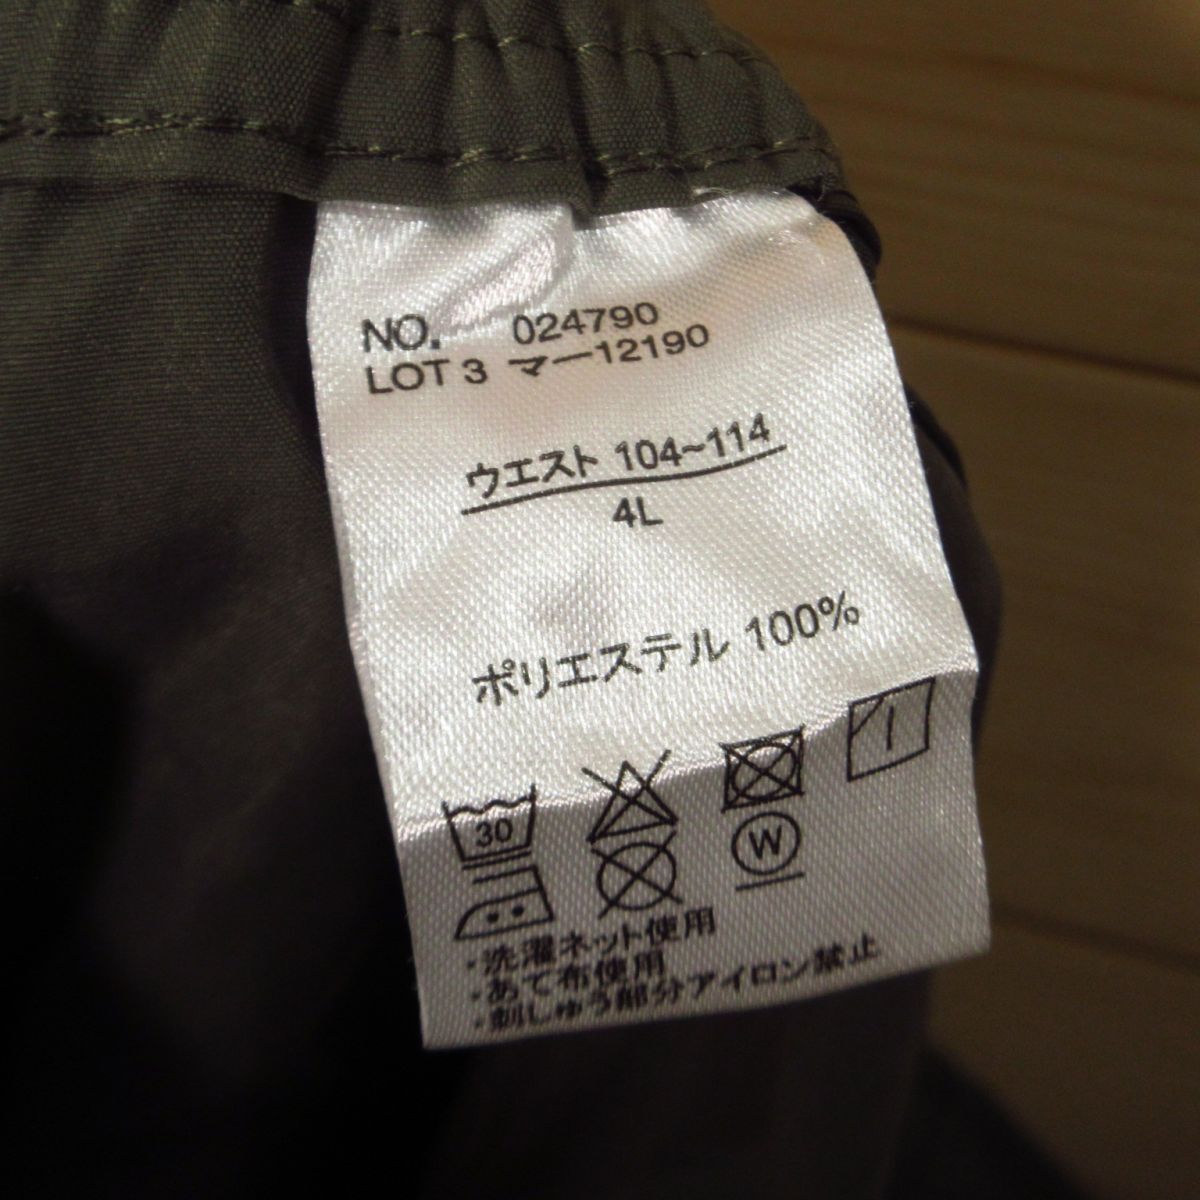 NO. 024790
LOT 3 マー12190
ウエスト 104~114
4L
ポリエステル 100%
30
W
・洗濯ネット使用
・あて布使用
・刺しゅう部分アイロン禁止